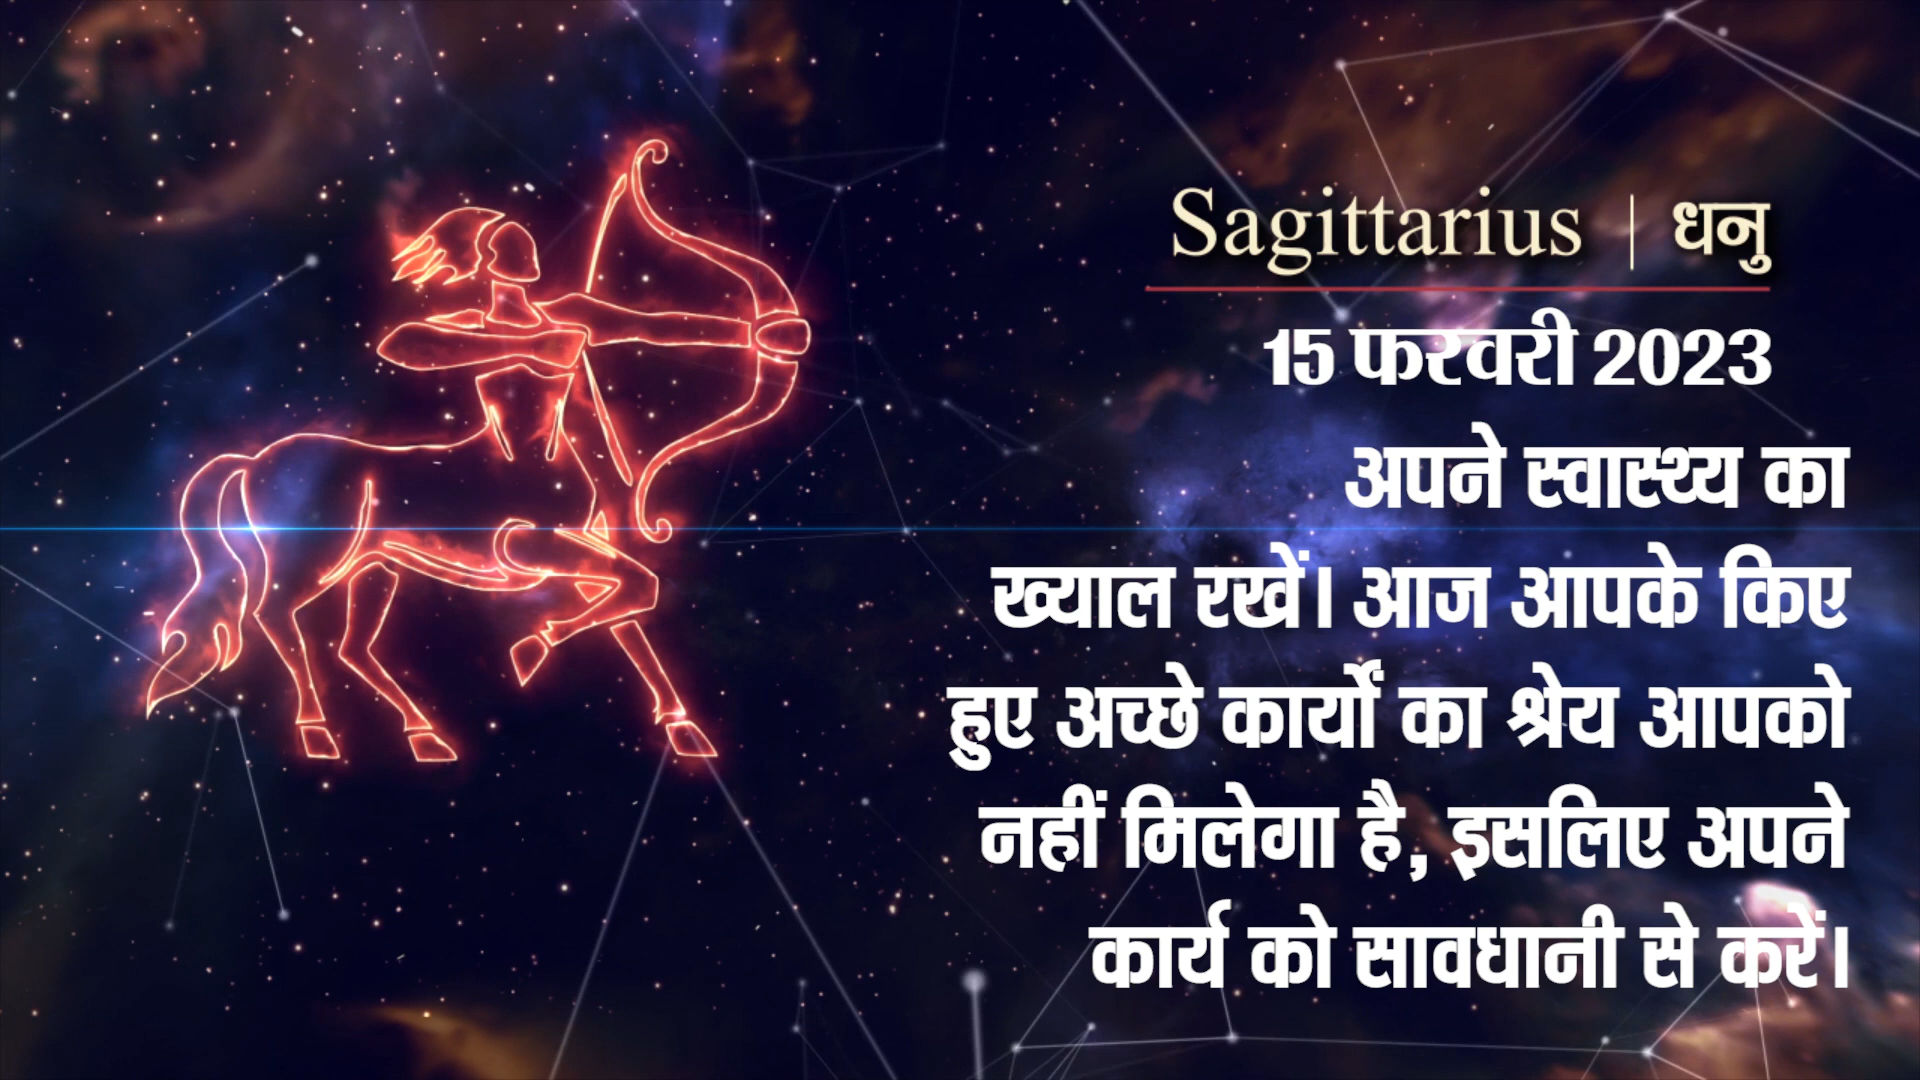 Sagittarius | धनु
15 फरवरी 2023
अपने स्वास्थ्य का
ख्याल रखें। आज आपके किए
हुए अच्छे कार्यों का श्रेय आपको
नहीं मिलेगा है, इसलिए अपने
कार्य को सावधानी से करें।